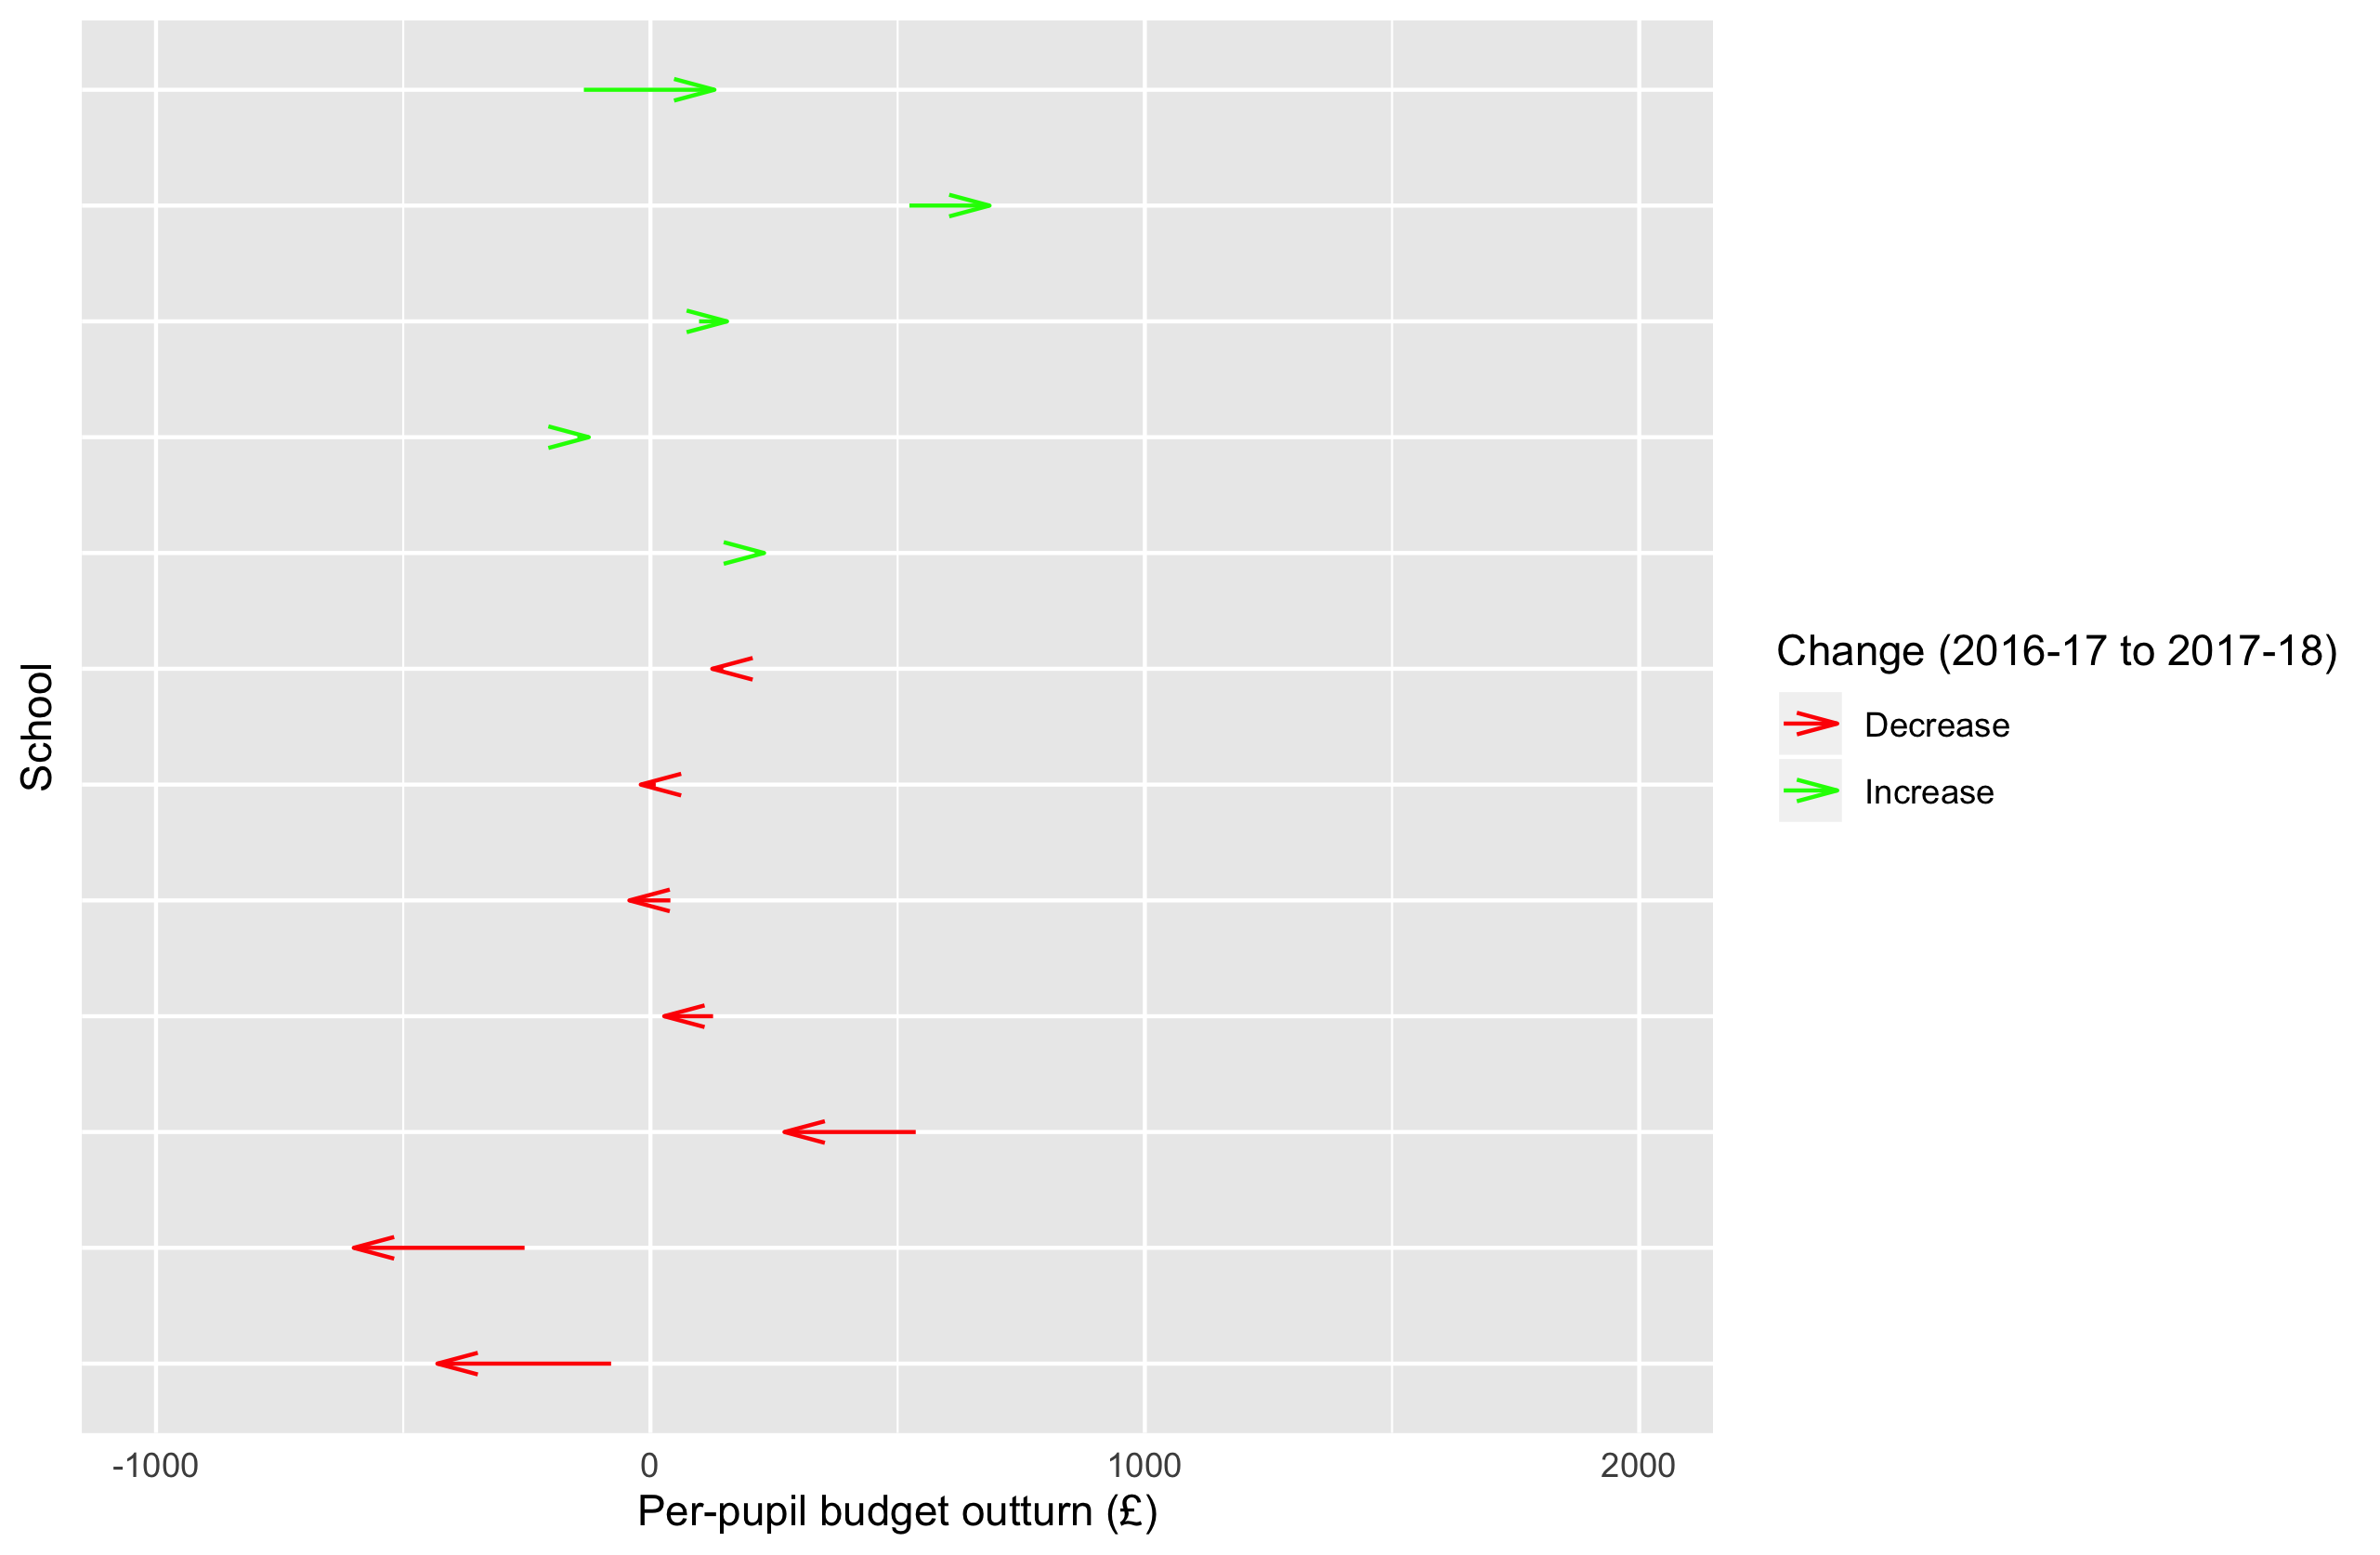 School
-1000
0
1000
2000
Per-pupil budget outturn (£)
Change (2016-17 to 2017-18)
Decrease
Increase